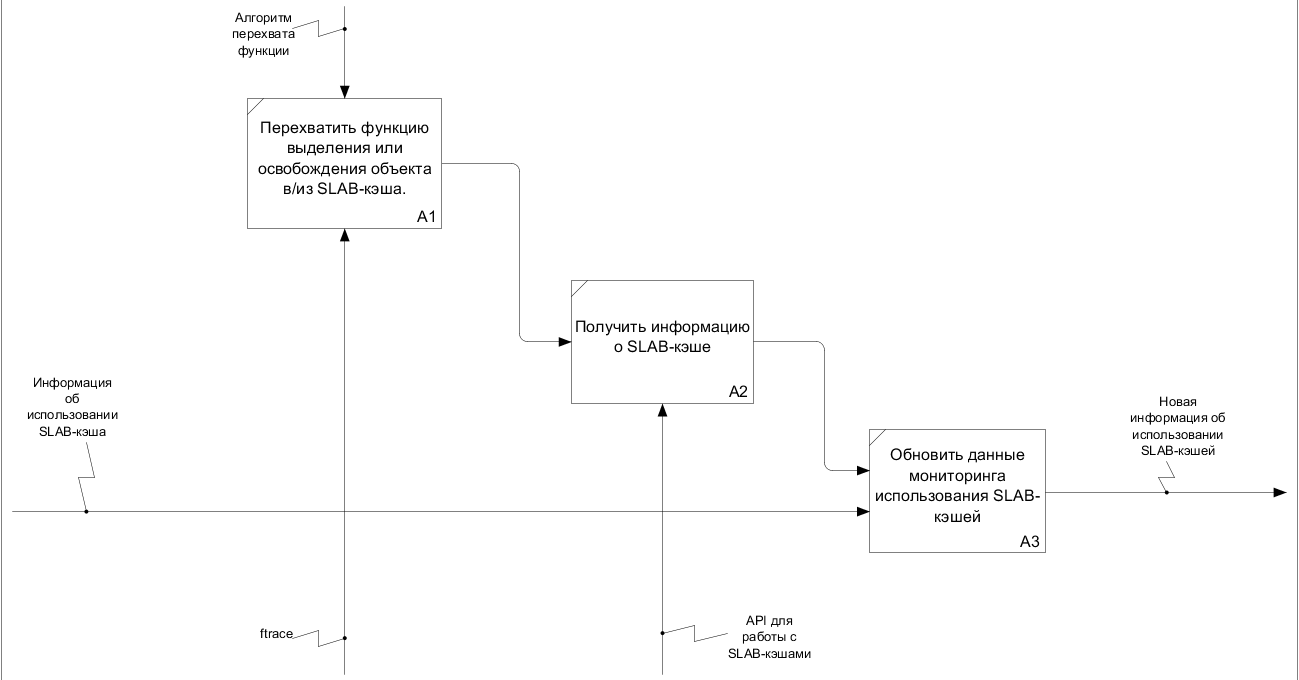 Алгоритм
перехвата
функции
Перехватить функцию
выделения или
освобождения объекта
в/из SLAB-кэша.
A1
Получить информацию
о SLAB-кэше
A2
Информация
об
использовании
SLAB-кэша
Новая
информация об
использовании
SLAB-кэшей
Обновить данные
мониторинга
использования SLAB-
кэшей
A3
ftrace
API для
работы с
SLAB-кэшами